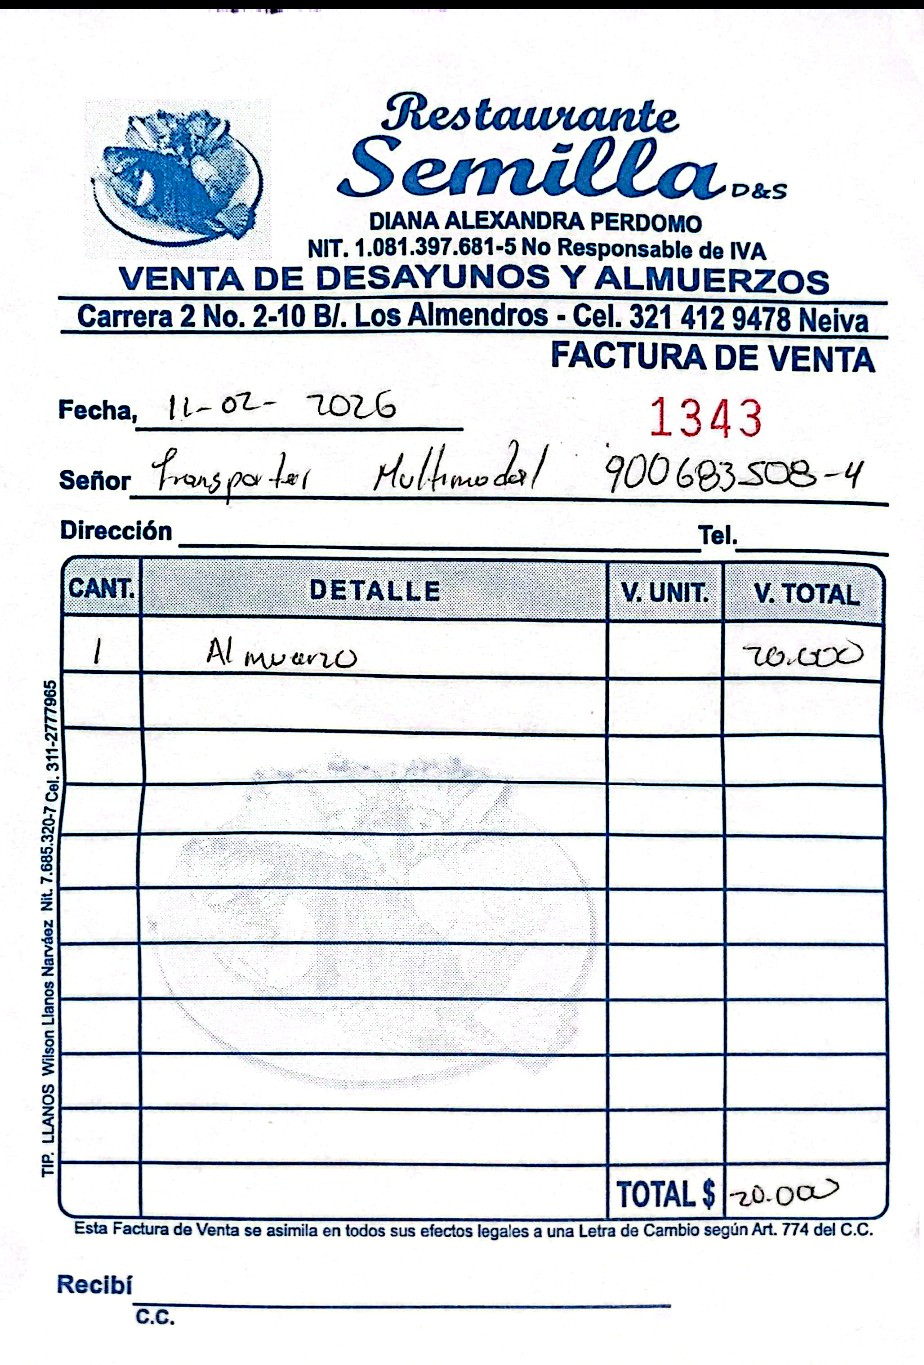 Restaurante
Semilla D&S
DIANA ALEXANDRA PERDOMO
NIT. 1.081.397.681-5 No Responsable de IVA
VENTA DE DESAYUNOS Y ALMUERZOS
Carrera 2 No. 2-10 B/. Los Almendros - Cel. 321 412 9478 Neiva
FACTURA DE VENTA
Fecha, 11-02-2026
1343
Señor Transporter Multimodal 900683508-4
Dirección Tel.
CANT. DETALLE V. UNIT. V. TOTAL
1 Almuerzo 20.000
TOTAL $ 20.000
Esta Factura de Venta se asimila en todos sus efectos legales a una Letra de Cambio según Art. 774 del C.C.
Recibí
C.C.
TIP. LLANOS Wilson Llanos Narváez Nit. 7.685.320-7 Cel. 311-2777965